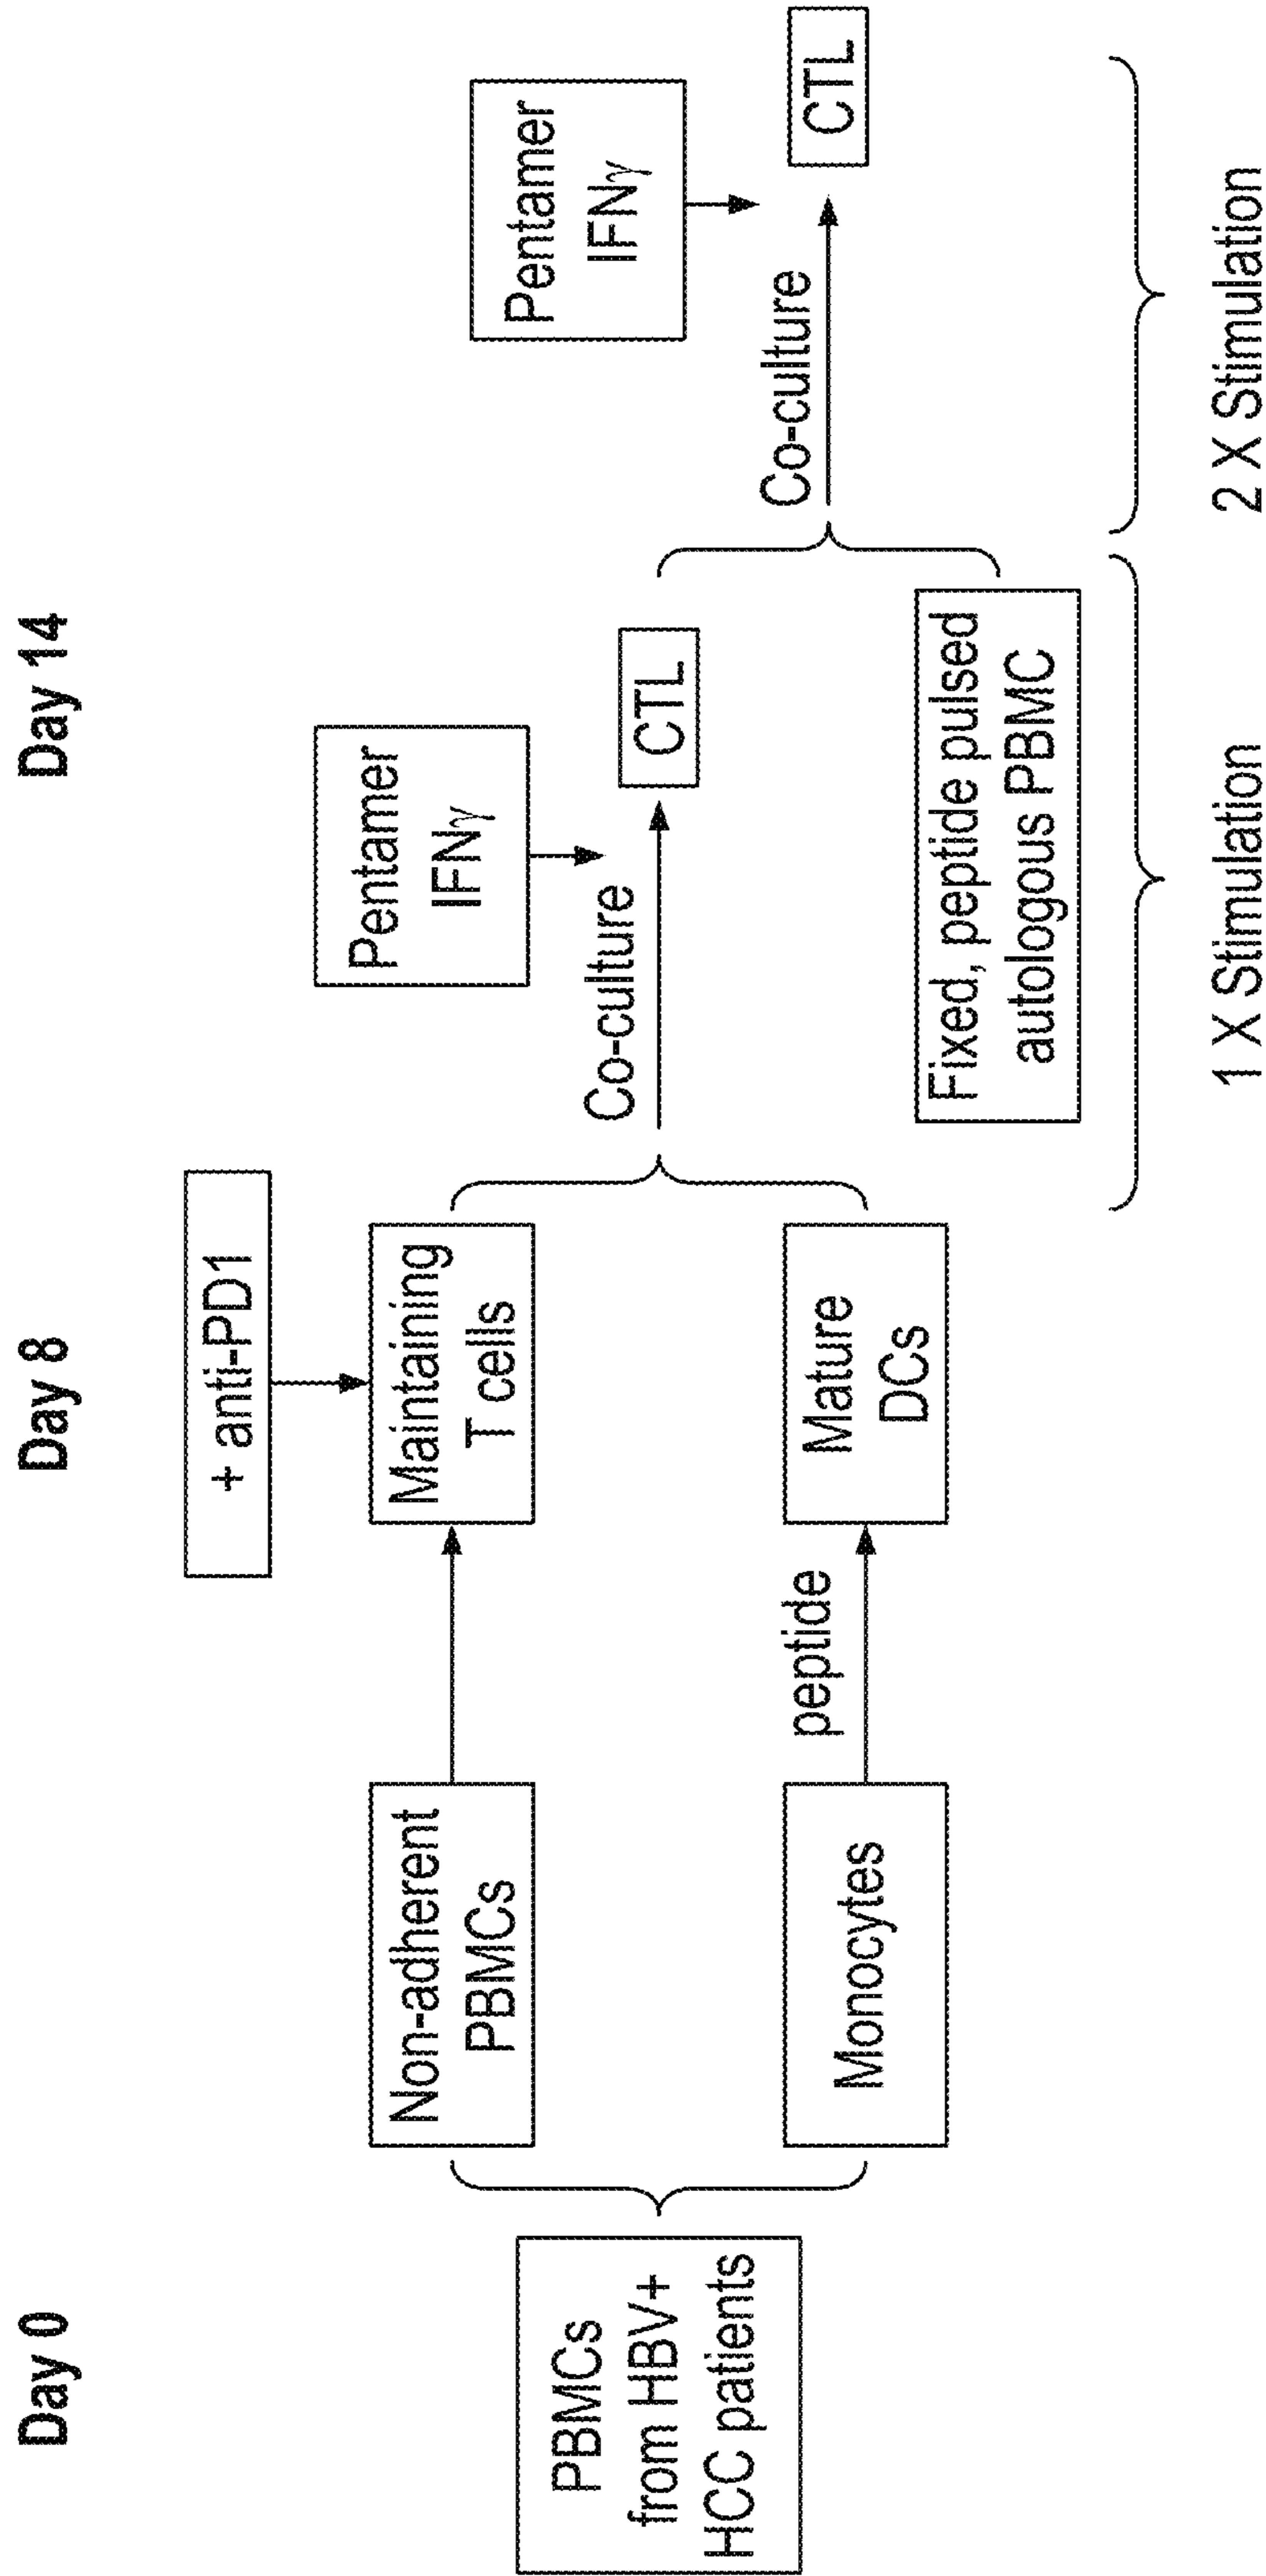 Day 0
Day 8
Day 14
PBMCs
from HBV+
HCC patients
Non-adherent
PBMCs
Monocytes
peptide
+ anti-PD1
Maintaining
T cells
Mature
DCs
Co-culture
Pentamer
IFNγ
CTL
Fixed, peptide pulsed
autologous PBMC
Co-culture
Pentamer
IFNγ
CTL
1 X Stimulation
2 X Stimulation